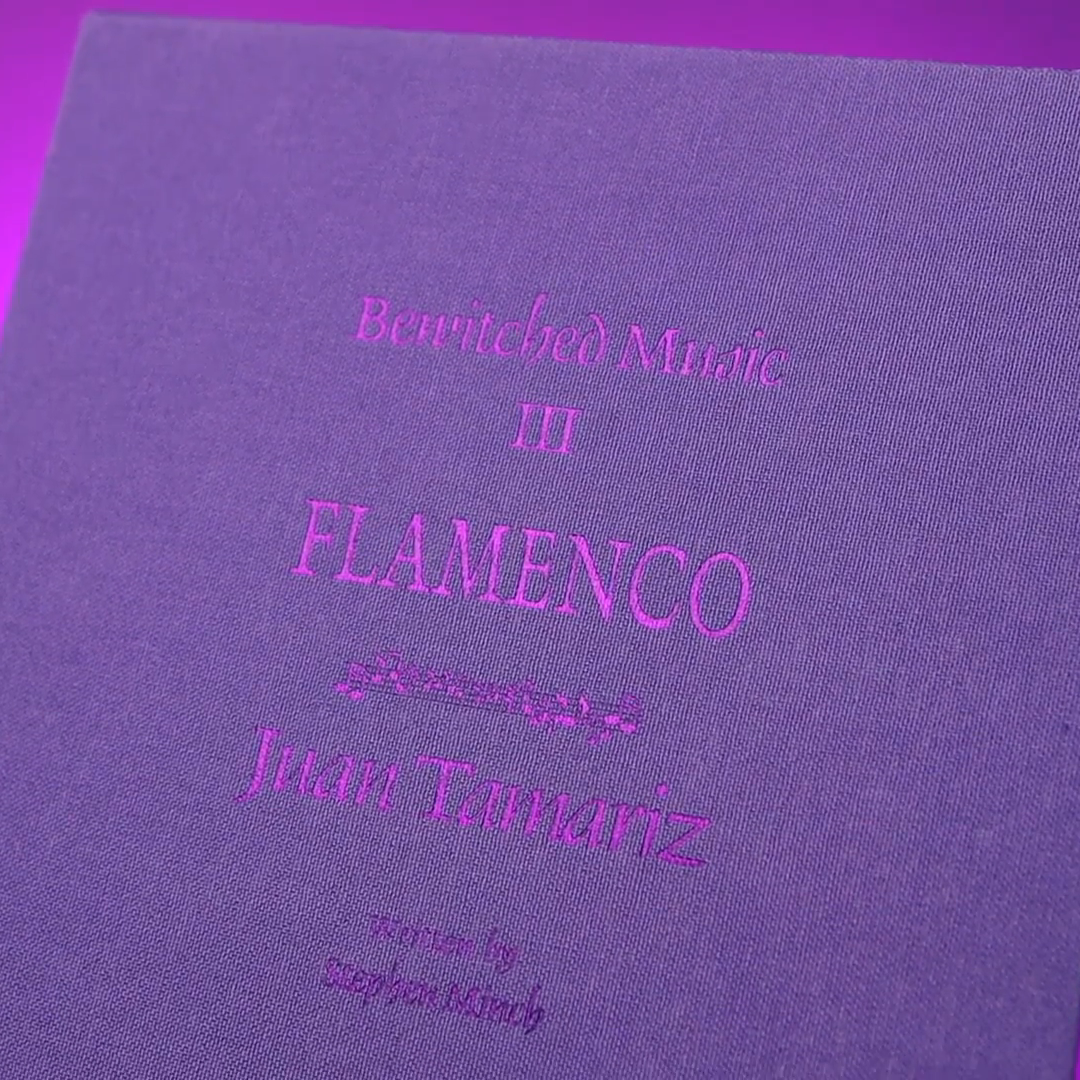 Bewitched Music
III
FLAMENCO
Juan Tamariz
Written by
Stephen Minch